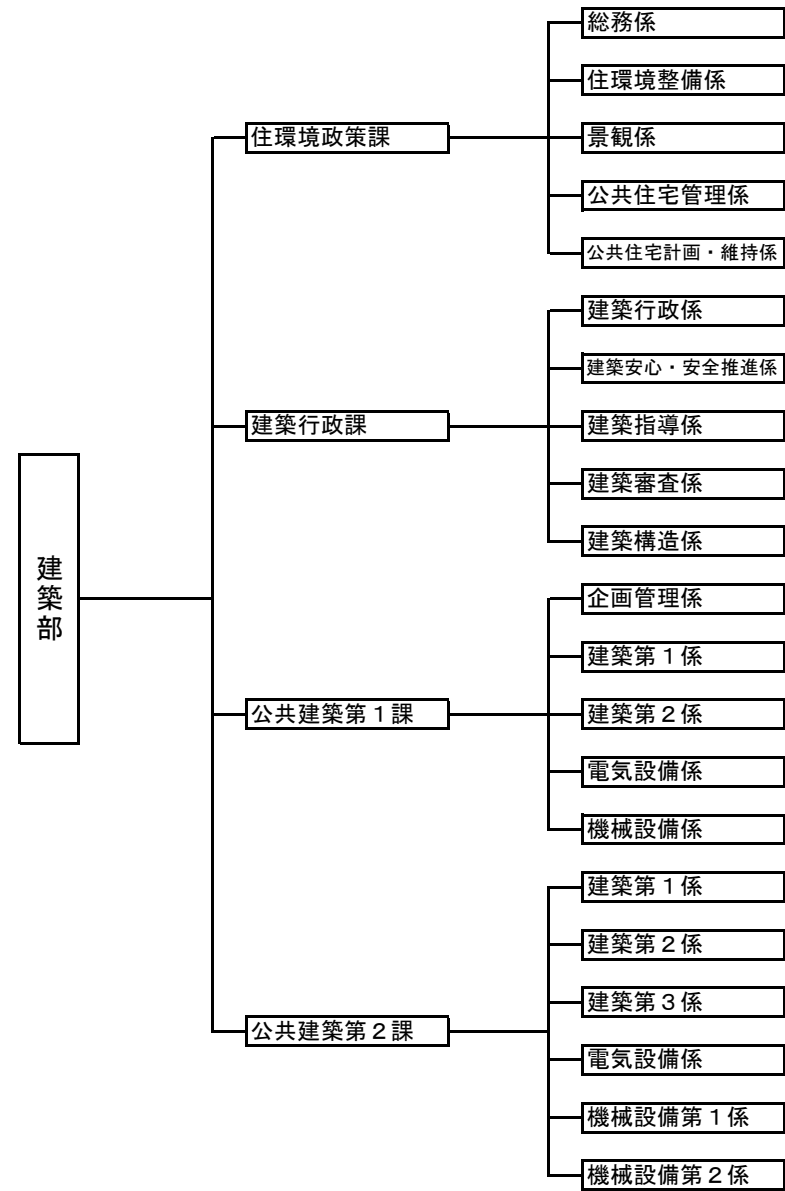 建築部
住環境政策課
総務係
住環境整備係
景観係
公共住宅管理係
公共住宅計画・維持係
建築行政課
建築行政係
建築安心・安全推進係
建築指導係
建築審査係
建築構造係
公共建築第１課
企画管理係
建築第１係
建築第２係
電気設備係
機械設備係
公共建築第２課
建築第１係
建築第２係
建築第３係
電気設備係
機械設備第１係
機械設備第２係